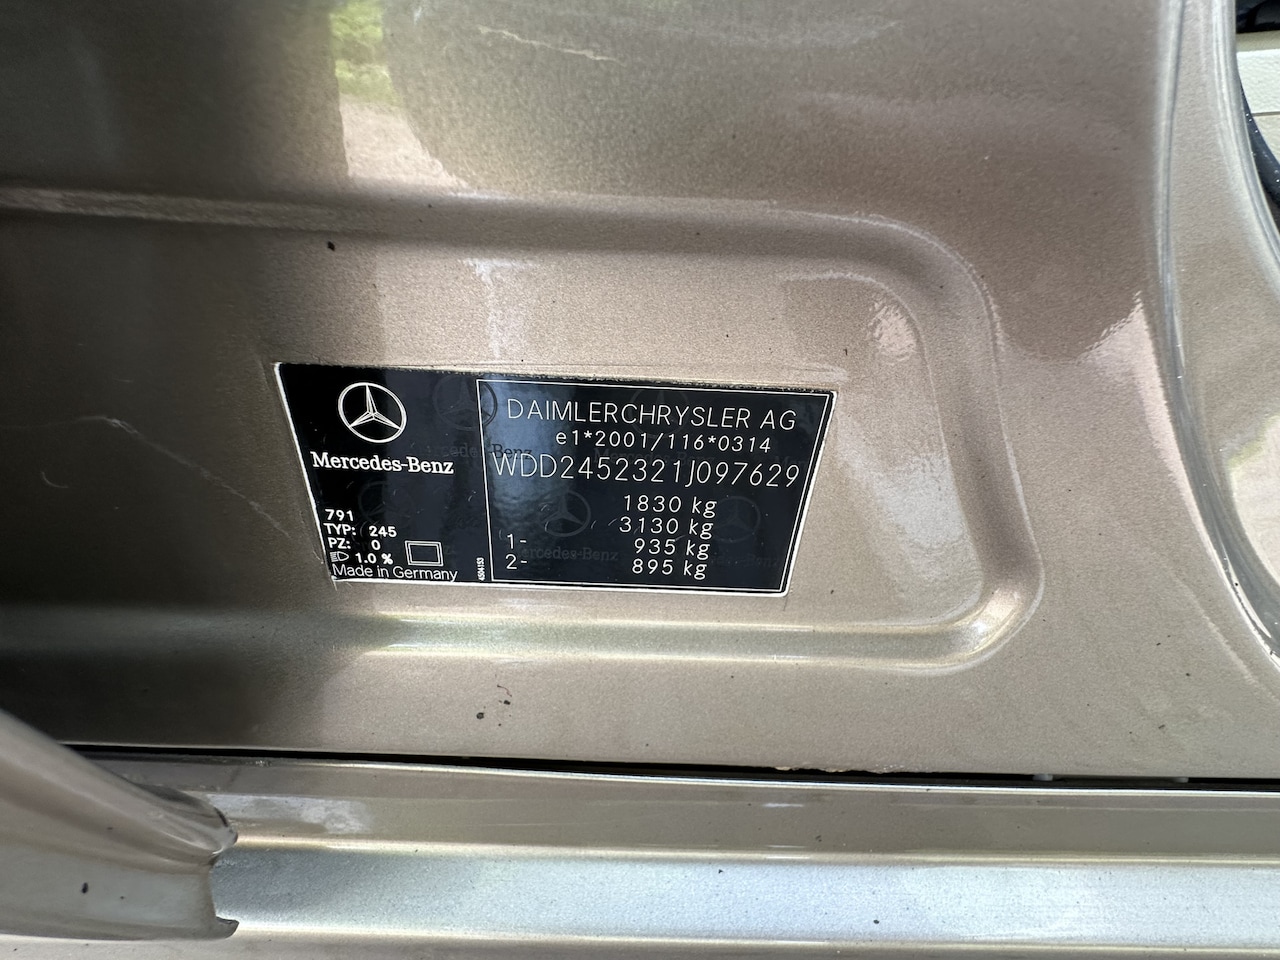 Mercedes-Benz
791
TYP: 245
PZ: 0
1.0 %
Made in Germany
4504153
DAIMLERCHRYSLER AG
e1*2001/116*0314
WDD2452321J097629
1830 kg
3130 kg
1- 935 kg
2- 895 kg